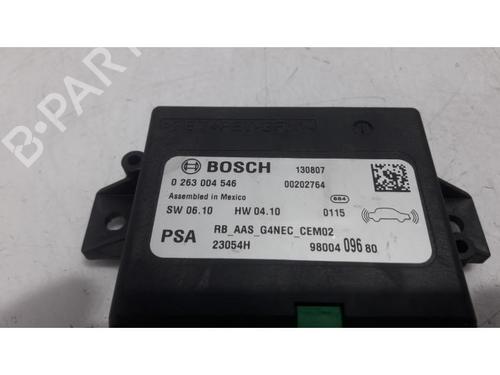 BOSCH
130807
0 263 004 546
00202764
Assembled in Mexico
684
SW 06.10 HW 04.10 0115
PSA
RB_AAS_G4NEC_CEM02
23054H
98004 096 80